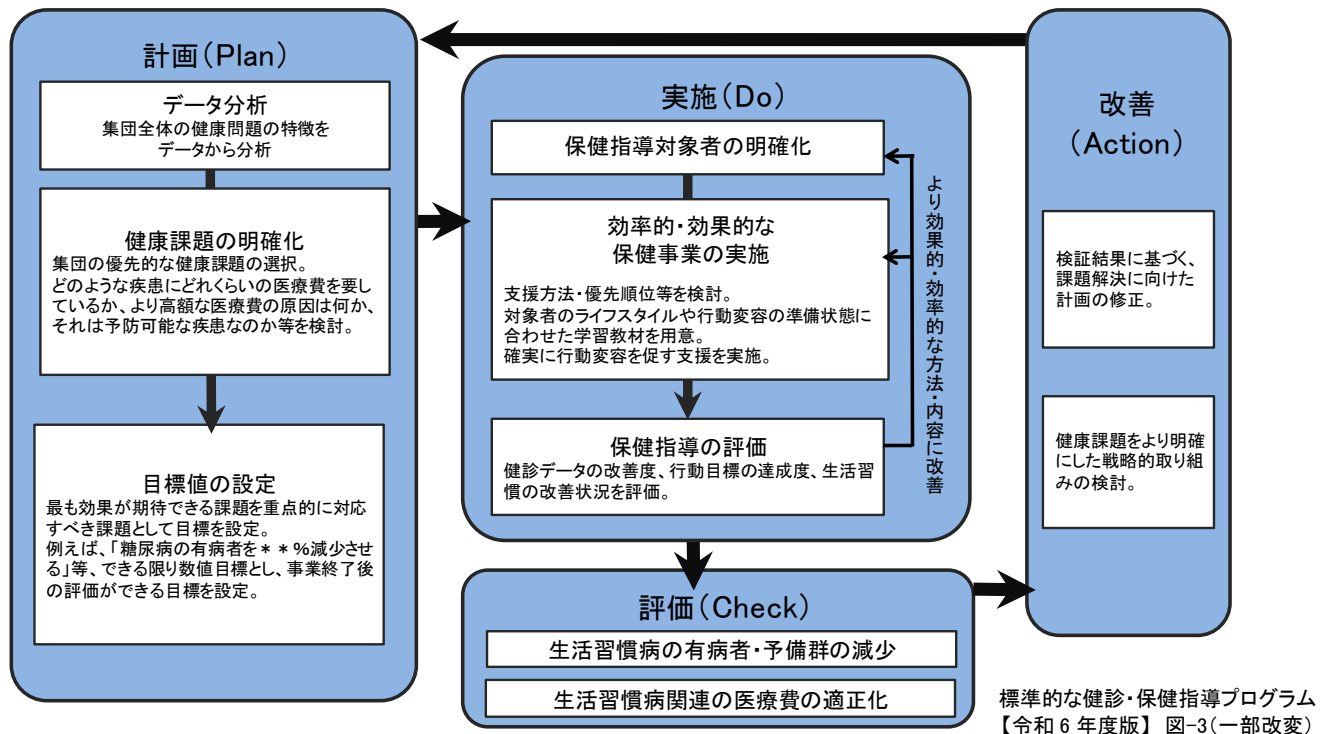 計画(Plan)
データ分析
集団全体の健康問題の特徴を
データから分析
健康課題の明確化
集団の優先的な健康課題の選択。
どのような疾患にどれくらいの医療費を要し
ているか、より高額な医療費の原因は何か、
それは予防可能な疾患なのか等を検討。
目標値の設定
最も効果が期待できる課題を重点的に対応
すべき課題として目標を設定。
例えば、「糖尿病の有病者を＊＊%減少させ
る」等、できる限り数値目標とし、事業終了後
の評価ができる目標を設定。
実施(Do)
保健指導対象者の明確化
効率的・効果的な
保健事業の実施
支援方法・優先順位等を検討。
対象者のライフスタイルや行動変容の準備状態に
合わせた学習教材を用意。
確実に行動変容を促す支援を実施。
保健指導の評価
健診データの改善度、行動目標の達成度、生活習
慣の改善状況を評価。
より効果的・効率的な方法・内容に改善
評価(Check)
生活習慣病の有病者・予備群の減少
生活習慣病関連の医療費の適正化
改善
(Action)
検証結果に基づく、
課題解決に向けた
計画の修正。
健康課題をより明確
にした戦略的取り組
みの検討。
標準的な健診・保健指導プログラム
【令和6年度版】 図-3(一部改変)